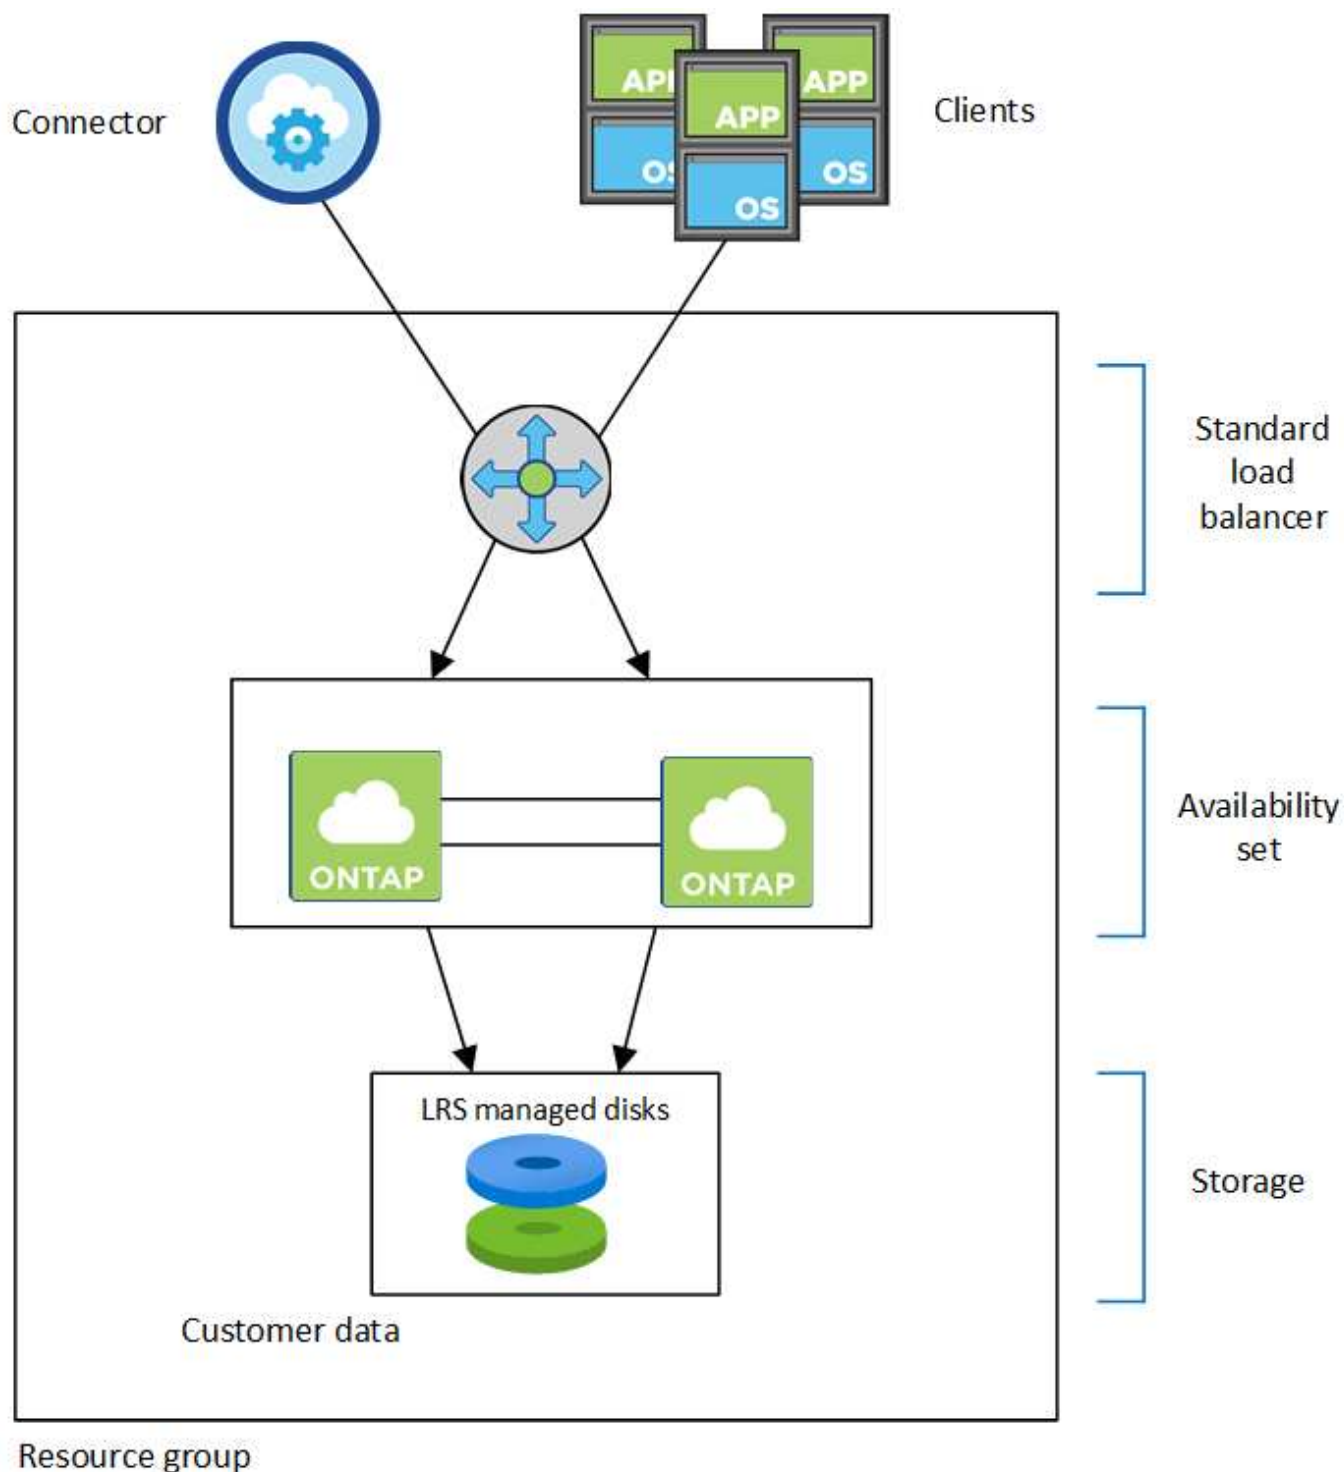 Connector
APP
APP
APP
OS
OS
OS
Clients
Standard
load
balancer
ONTAP
ONTAP
Availability
set
LRS managed disks
Storage
Customer data
Resource group